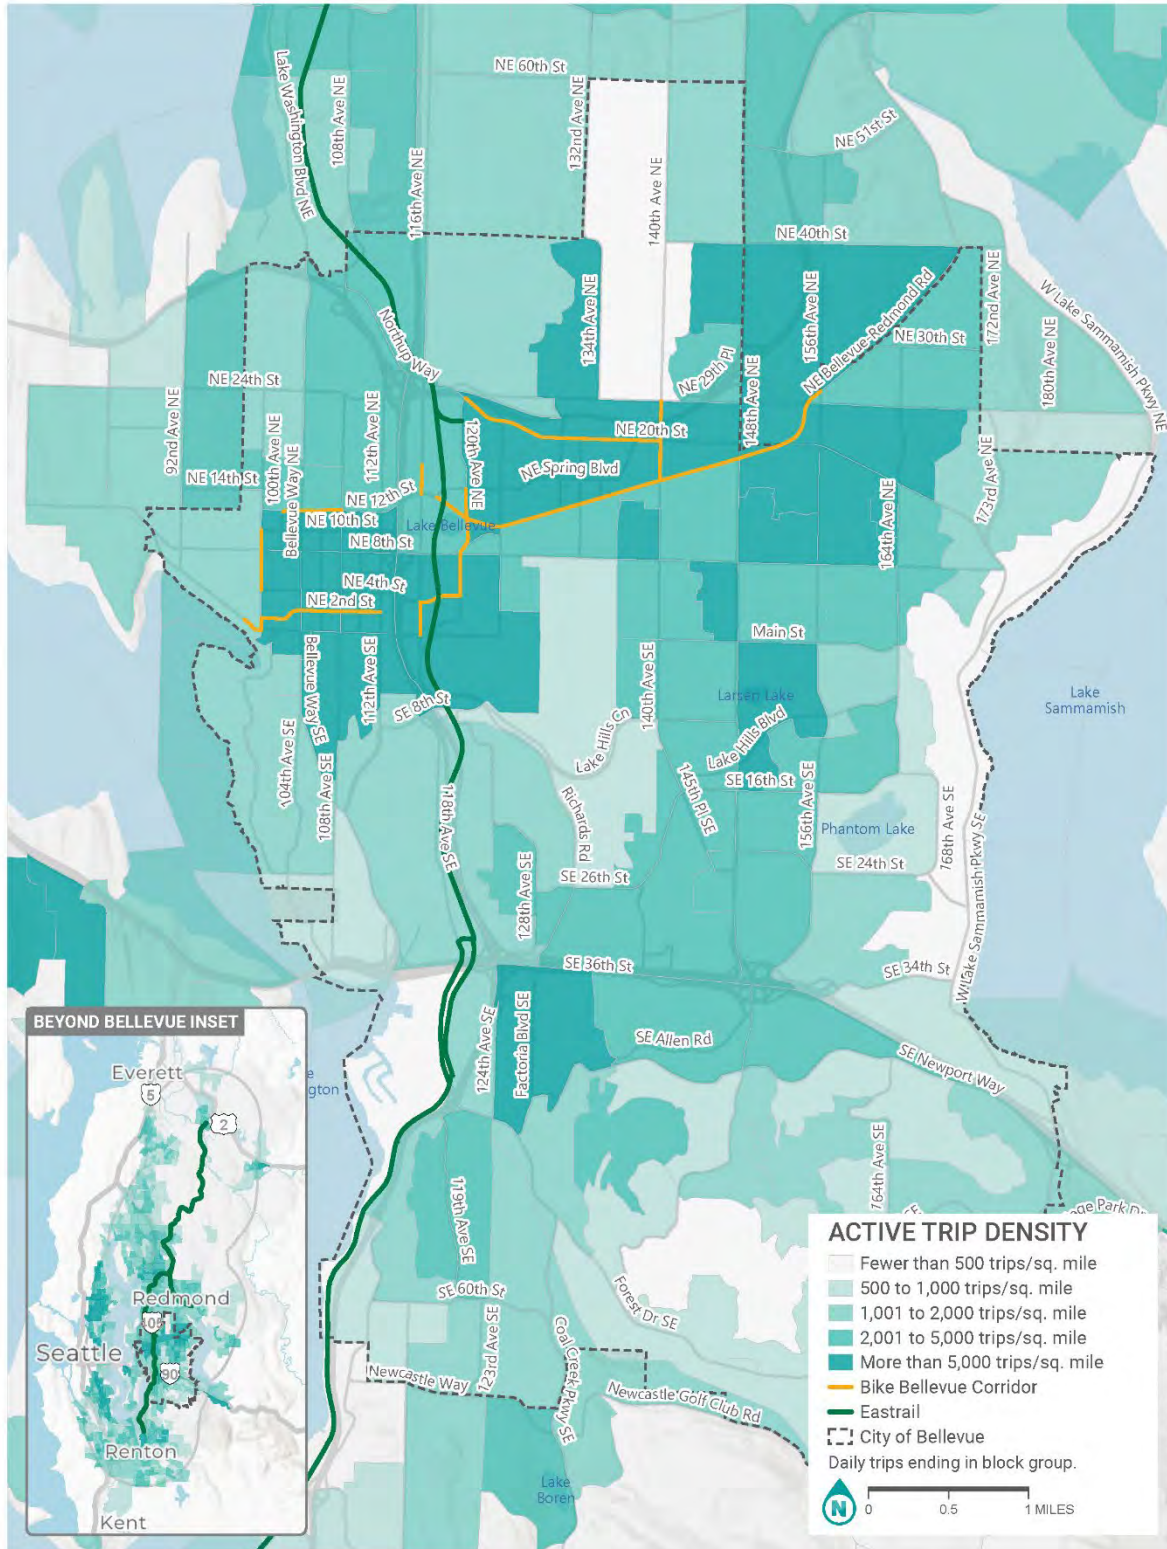 NE 60th St
Lake Washington Blvd NE
108th Ave NE
116th Ave NE
132nd Ave NE
140th Ave NE
NE 51st St
NE 40th St
W Lake Sammamish Pkwy NE
172nd Ave NE
180th Ave NE
134th Ave NE
156th Ave NE
NE Bellevue-Redmond Rd
NE 30th St
Northup Way
NE 29th Pl
148th Ave NE
NE 24th St
92nd Ave NE
100th Ave NE
Bellevue Way NE
112th Ave NE
120th Ave NE
NE 20th St
NE Spring Blvd
NE 14th St
NE 12th St
NE 10th St
Lake Bellevue
NE 8th St
NE 4th St
NE 2nd St
164th Ave NE
173rd Ave NE
Main St
Bellevue Way SE
112th Ave SE
SE 8th St
104th Ave SE
108th Ave SE
118th Ave SE
140th Ave SE
Larsen Lake
Lake
Sammamish
Lake Hills Cn
Lake Hills Blvd
145th Pl SE
SE 16th St
156th Ave SE
Phantom Lake
168th Ave SE
Richards Rd
SE 24th St
SE 26th St
128th Ave SE
SE 36th St
SE 34th St
W Lake Sammamish Pkwy SE
124th Ave SE
Factoria Blvd SE
SE Allen Rd
SE Newport Way
164th Ave SE
119th Ave SE
SE 60th St
123rd Ave SE
Forest Dr SE
Coal Creek Pkwy SE
Newcastle Way
Newcastle Golf Club Rd
Lake
Boren
BEYOND BELLEVUE INSET
Everett
5
2
Redmond
405
Seattle
90
Renton
Kent
ACTIVE TRIP DENSITY
Fewer than 500 trips/sq. mile
500 to 1,000 trips/sq. mile
1,001 to 2,000 trips/sq. mile
2,001 to 5,000 trips/sq. mile
More than 5,000 trips/sq. mile
Bike Bellevue Corridor
Eastrail
City of Bellevue
Daily trips ending in block group.
N
0 0.5 1 MILES